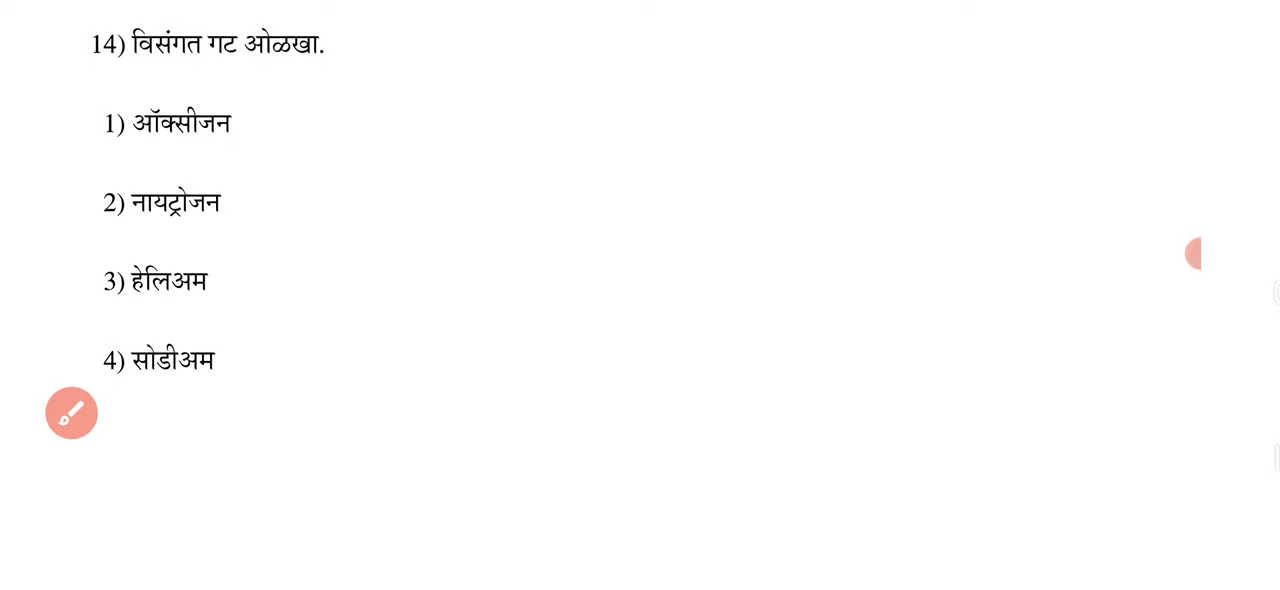 14) विसंगत गट ओळखा.
1) ऑक्सीजन
2) नायट्रोजन
3) हेलिअम
4) सोडीअम